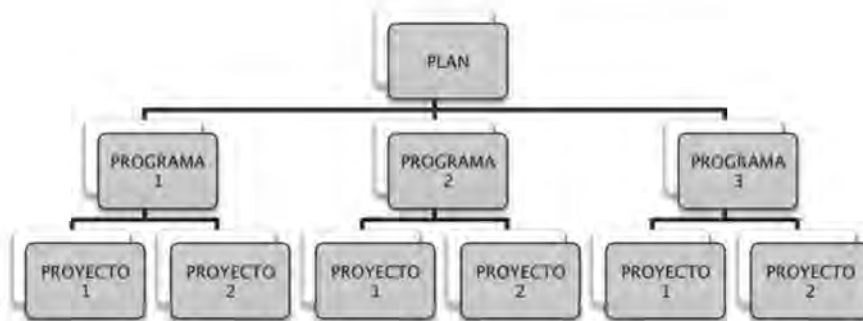 PLAN
PROGRAMA
1
PROGRAMA
2
PROGRAMA
3
PROYECTO
1
PROYECTO
2
PROYECTO
1
PROYECTO
2
PROYECTO
1
PROYECTO
2